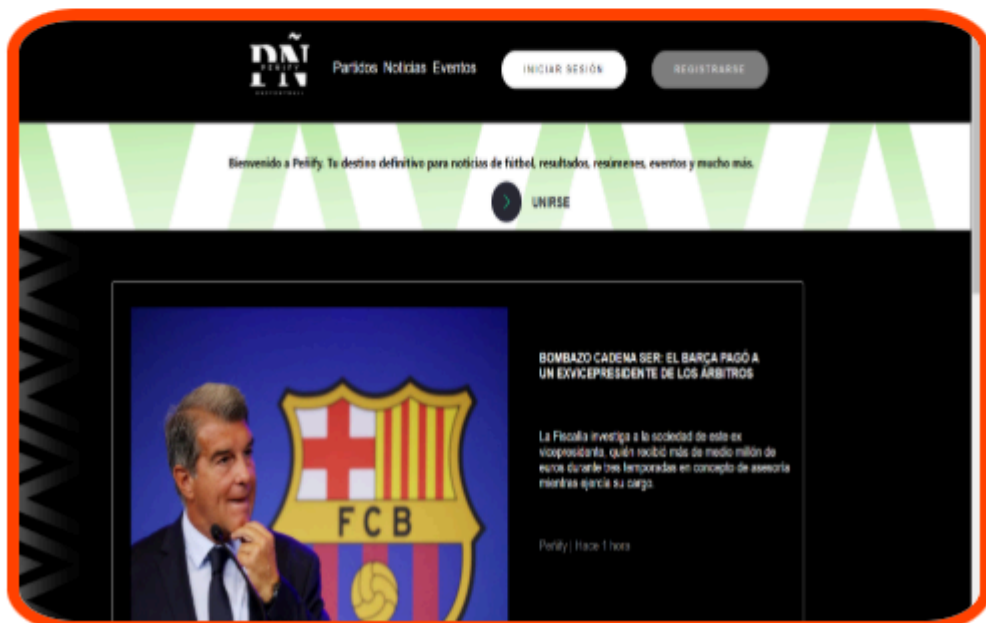 PÑ
PEÑIFY
Partidos Noticias Eventos
INICIAR SESIÓN
REGISTRARSE
Bienvenido a Peñify. Tu destino definitivo para noticias de fútbol, resultados, resúmenes, eventos y mucho más.
UNIRSE
BOMBAZO CADENA SER: EL BARÇA PAGÓ A
UN EXVICEPRESIDENTE DE LOS ÁRBITROS
La Fiscalía investiga a la sociedad de este ex
vicepresidente, quién recibió más de medio millón de
euros durante tres temporadas en concepto de asesoría
mientras ejercía su cargo.
FCB
Peñify | Hace 1 hora